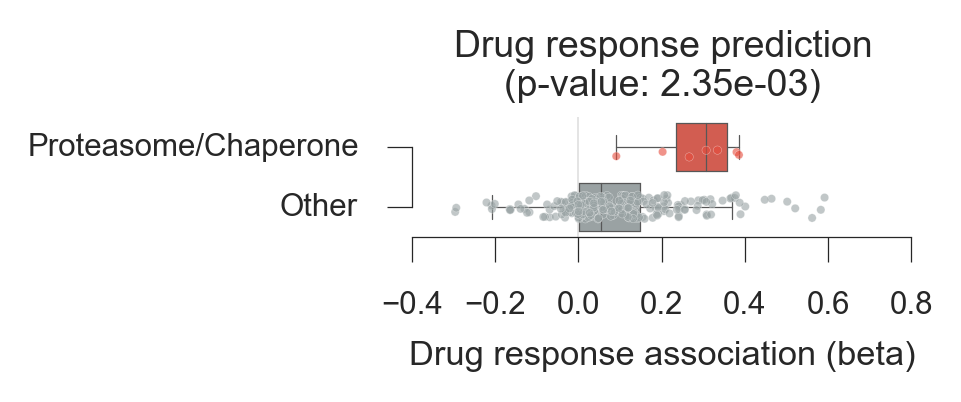 Drug response prediction
(p-value: 2.35e-03)
Proteasome/Chaperone
Other
−0.4 −0.2 0.0 0.2 0.4 0.6 0.8
Drug response association (beta)